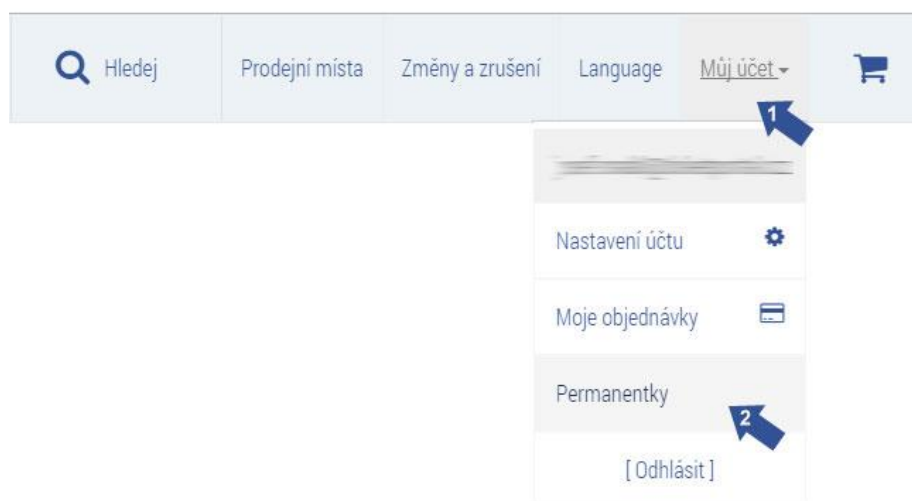 Hledej Prodejní místa Změny a zrušení Language Můj účet
1
Nastavení účtu
Moje objednávky
Permanentky
2
[ Odhlásit ]